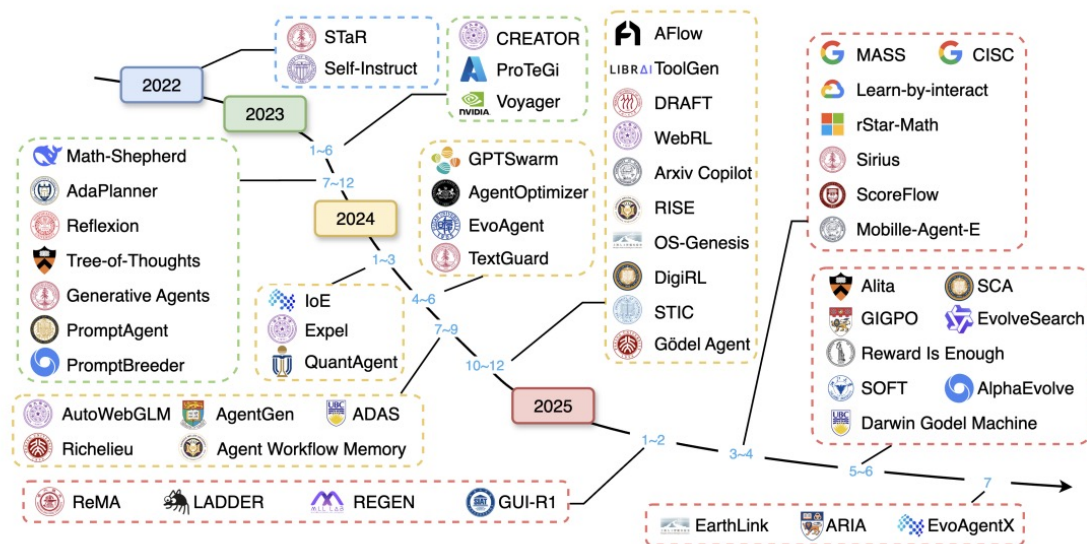 2022
STaR
Self-Instruct
2023
1~6
CREATOR
ProTeGi
NVIDIA
Voyager
7~12
Math-Shepherd
AdaPlanner
Reflexion
Tree-of-Thoughts
Generative Agents
PromptAgent
PromptBreeder
2024
1~3
IoE
Expel
QuantAgent
4~6
GPTSwarm
AgentOptimizer
EvoAgent
TextGuard
7~9
AutoWebGLM
AgentGen
UBC
ADAS
Richelieu
Agent Workflow Memory
10~12
AFlow
LIBRAI ToolGen
DRAFT
WebRL
Arxiv Copilot
RISE
OS-Genesis
DigiRL
STIC
Gödel Agent
2025
1~2
ReMA
LADDER
MLL LAB
REGEN
GUI-R1
3~4
MASS
CISC
Learn-by-interact
rStar-Math
Sirius
ScoreFlow
Mobille-Agent-E
5~6
Alita
SCA
GIGPO
EvolveSearch
Reward Is Enough
SOFT
AlphaEvolve
UBC
Darwin Godel Machine
7
EarthLink
ARIA
EvoAgentX